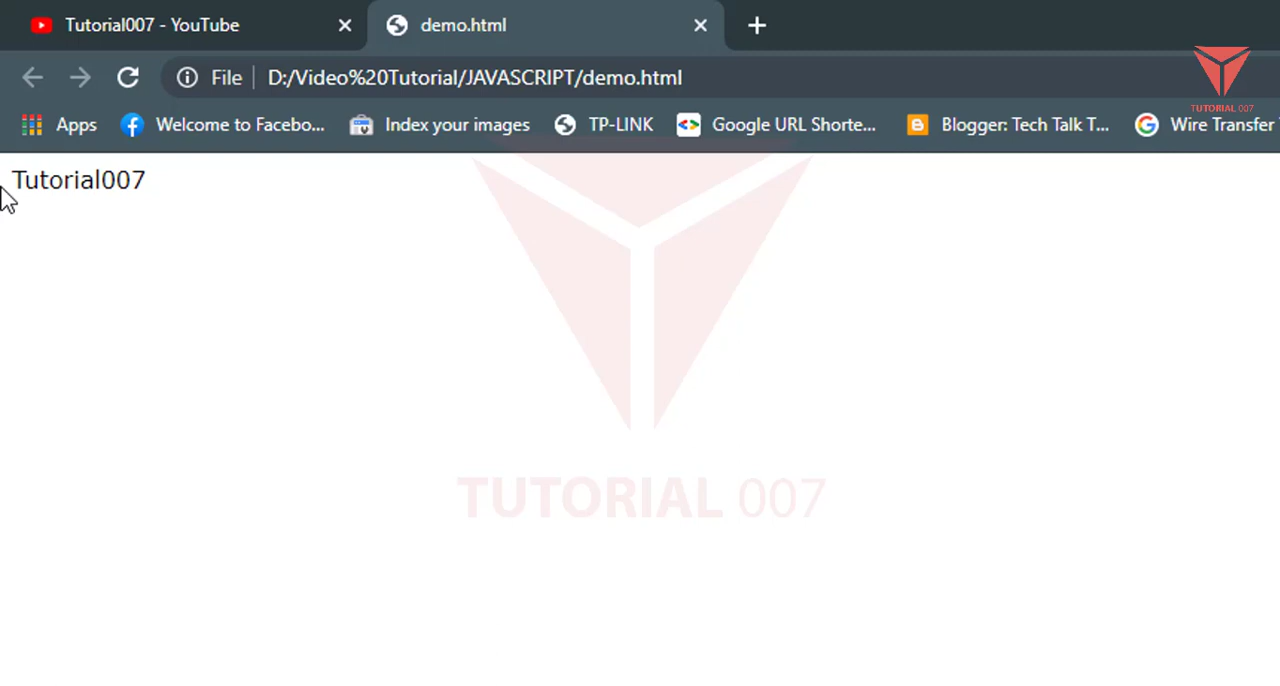 Tutorial007 - YouTube
demo.html
File
D:/Video%20Tutorial/JAVASCRIPT/demo.html
TUTORIAL 007
Apps
Welcome to Facebo...
Index your images
TP-LINK
Google URL Shorte...
Blogger: Tech Talk T...
Wire Transfer
Tutorial007
TUTORIAL 007